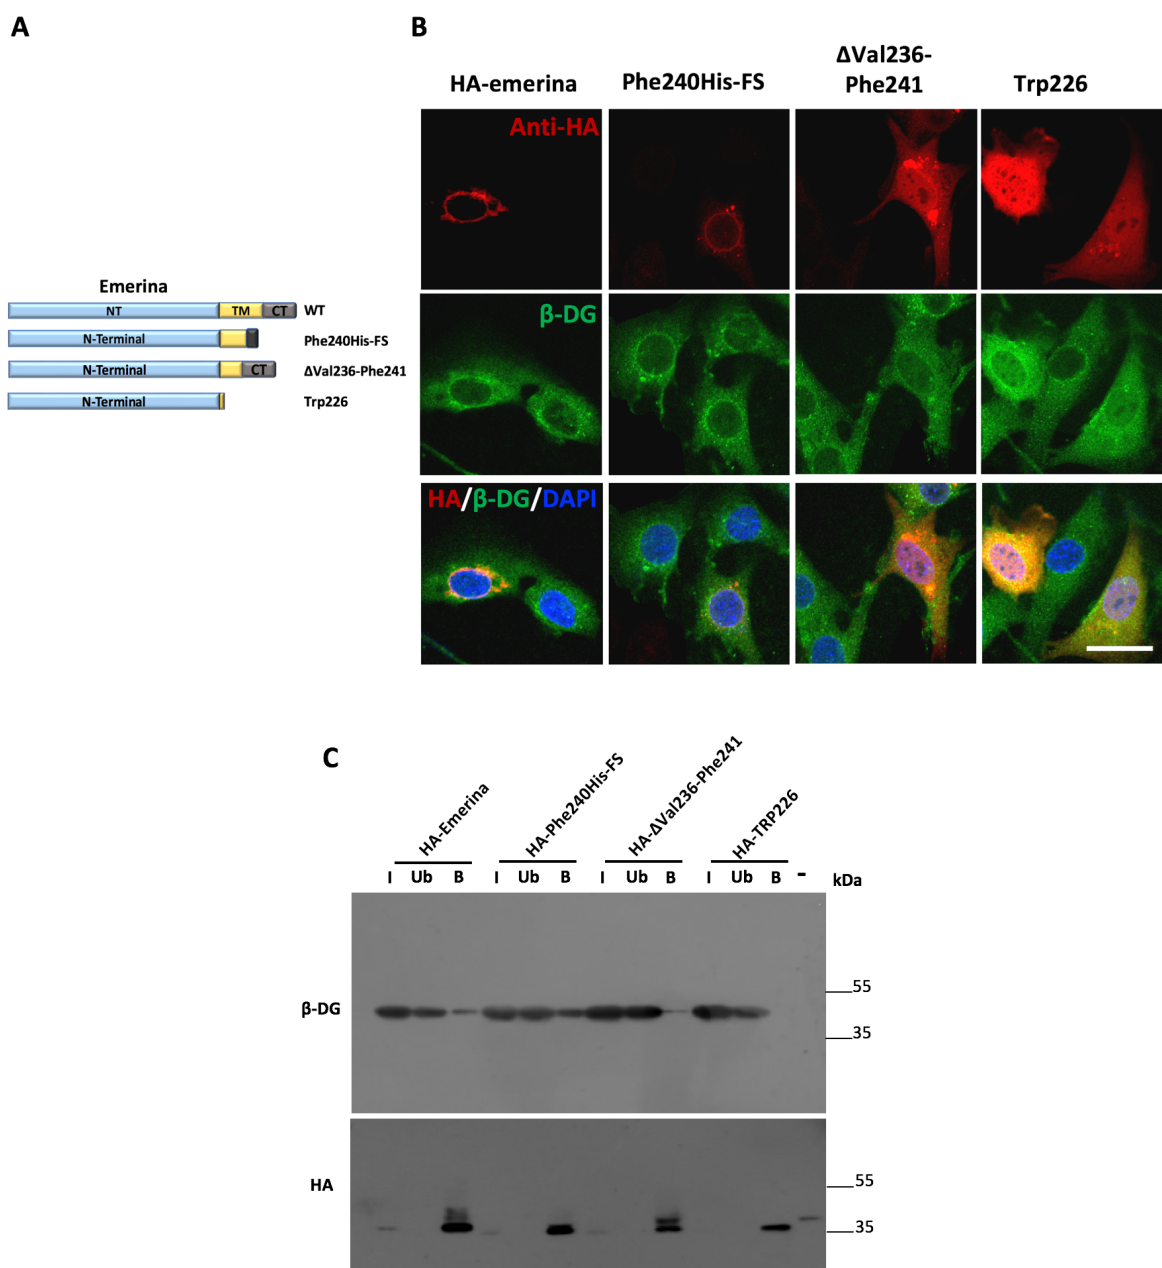 A
Emerina
NT TM CT WT
N-Terminal Phe240His-FS
N-Terminal CT ΔVal236-Phe241
N-Terminal Trp226
B
HA-emerina Phe240His-FS ΔVal236- Trp226
Phe241
Anti-HA
β-DG
HA/β-DG/DAPI
C
HA-Emerina HA-Phe240His-FS HA-ΔVal236-Phe241 HA-TRP226
I Ub B I Ub B I Ub B I Ub B - kDa
55
β-DG
35
55
HA
35